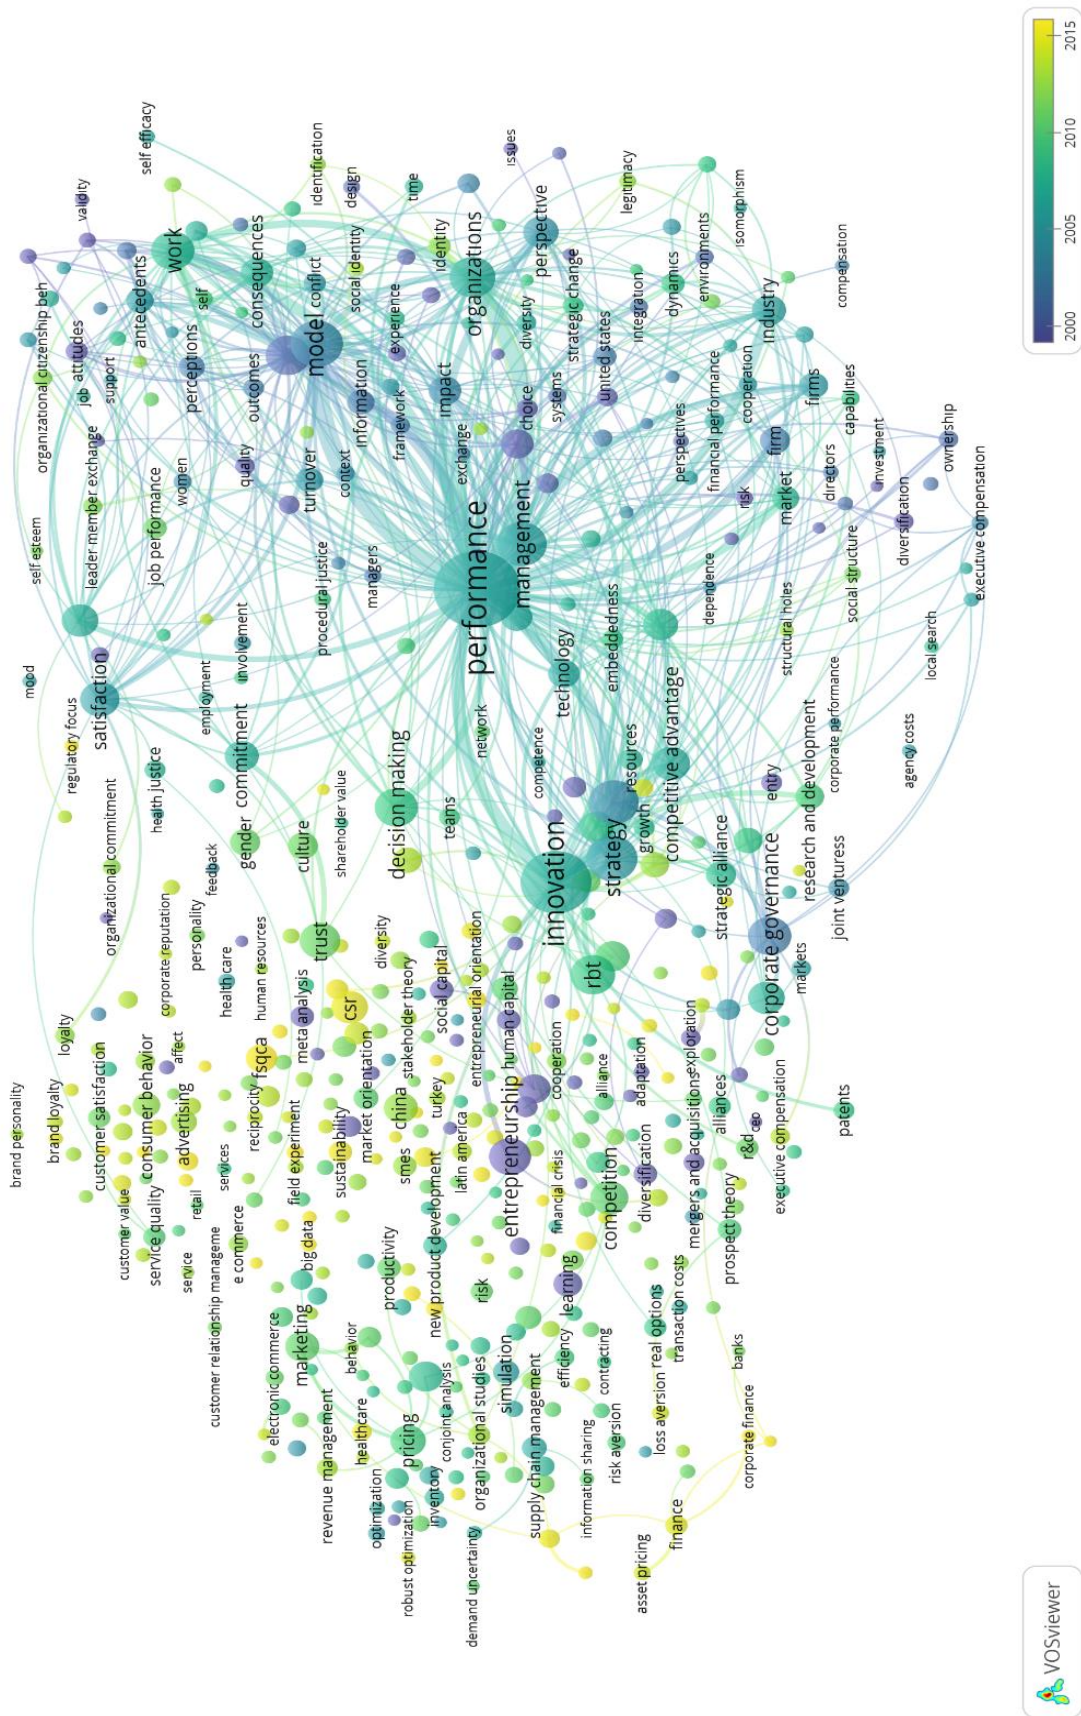 brand personality
self esteem
mood
organizational citizenship beh
brand loyalty
loyalty
regulatory focus
job attitudes
validity
customer satisfaction
satisfaction
leader member exchange
support
organizational commitment
customer value
consumer behavior
antecedents
self efficacy
service quality
health justice
job performance
corporate reputation
affect
work
service
advertising
retail
personality
women
perceptions
employment
self
customer relationship manageme
services
feedback
healthcare
e commerce
gender
commitment
involvement
quality
outcomes
consequences
reciprocity
human resources
fsqca
electronic commerce
field experiment
marketing
big data
meta analysis
culture
turnover
model
conflict
identification
trust
procedural justice
revenue management
sustainability
shareholder value
context
information
design
social identity
behavior
healthcare
market orientation
csr
managers
optimization
productivity
diversity
framework
experience
robust optimization
pricing
smes
china
stakeholder theory
decision making
time
inventory
conjoint analysis
new product development
turkey
social capital
teams
impact
identity
latin america
exchange
demand uncertainty
organizational studies
risk
entrepreneurial orientation
network
performance
organizations
simulation
entrepreneurship
human capital
management
choice
issues
supply chain management
competence
diversity
perspective
financial crisis
cooperation
innovation
technology
systems
efficiency
learning
strategic change
information sharing
contracting
competition
alliance
rbt
strategy
embeddedness
united states
risk aversion
legitimacy
asset pricing
diversification
adaptation
growth
resources
integration
loss aversion
real options
competitive advantage
dynamics
finance
transaction costs
mergers and acquisitions
exploration
perspectives
environments
strategic alliance
dependence
financial performance
prospect theory
alliances
banks
isomorphism
corporate finance
r&d
ceo
risk
cooperation
corporate governance
entry
firm
industry
executive compensation
structural holes
market
markets
research and development
firms
directors
corporate performance
joint venturess
patents
social structure
capabilities
compensation
investment
diversification
agency costs
local search
ownership
executive compensation
VOSviewer
2000
2005
2010
2015